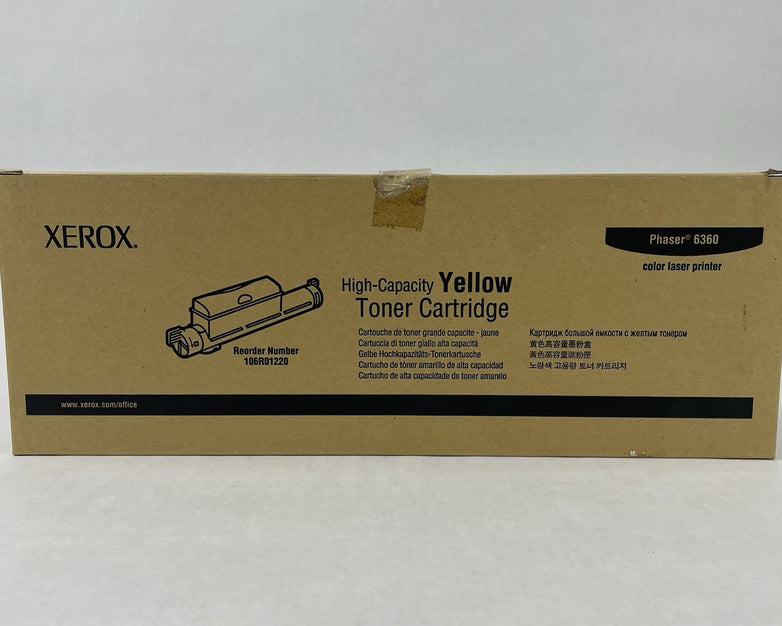 XEROX.
Phaser® 6360
color laser printer
High-Capacity Yellow
Toner Cartridge
Reorder Number
106R01220
Cartouche de toner grande capacite - jaune
Cartuccia di toner giallo alta capacità
Gelbe Hochkapazitäts-Tonerkartusche
Cartucho de tóner amarillo de alta capacidad
Cartucho de alta capacidade de toner amarelo
Картридж большой емкости с желтым тонером
黄色高容量墨粉盒
黃色高容量碳粉匣
노랑색 고용량 토너 카트리지
www.xerox.com/office